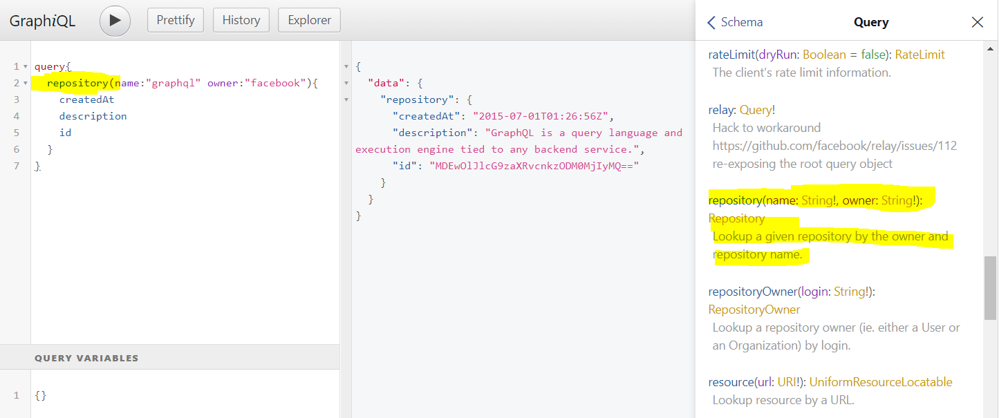 GraphiQL Prettify History Explorer
1 query{
2 repository(name:"graphql" owner:"facebook"){
3 createdAt
4 description
5 id
6 }
7 }
QUERY VARIABLES
1 {}
{
"data": {
"repository": {
"createdAt": "2015-07-01T01:26:56Z",
"description": "GraphQL is a query language and
execution engine tied to any backend service.",
"id": "MDEwOlJlcG9zaXRvcnkzODM0MjIyMQ=="
}
}
}
Schema Query
rateLimit(dryRun: Boolean = false): RateLimit
The client's rate limit information.
relay: Query!
Hack to workaround
https://github.com/facebook/relay/issues/112
re-exposing the root query object
repository(name: String!, owner: String!):
Repository
Lookup a given repository by the owner and
repository name.
repositoryOwner(login: String!):
RepositoryOwner
Lookup a repository owner (ie. either a User or
an Organization) by login.
resource(url: URI!): UniformResourceLocatable
Lookup resource by a URL.